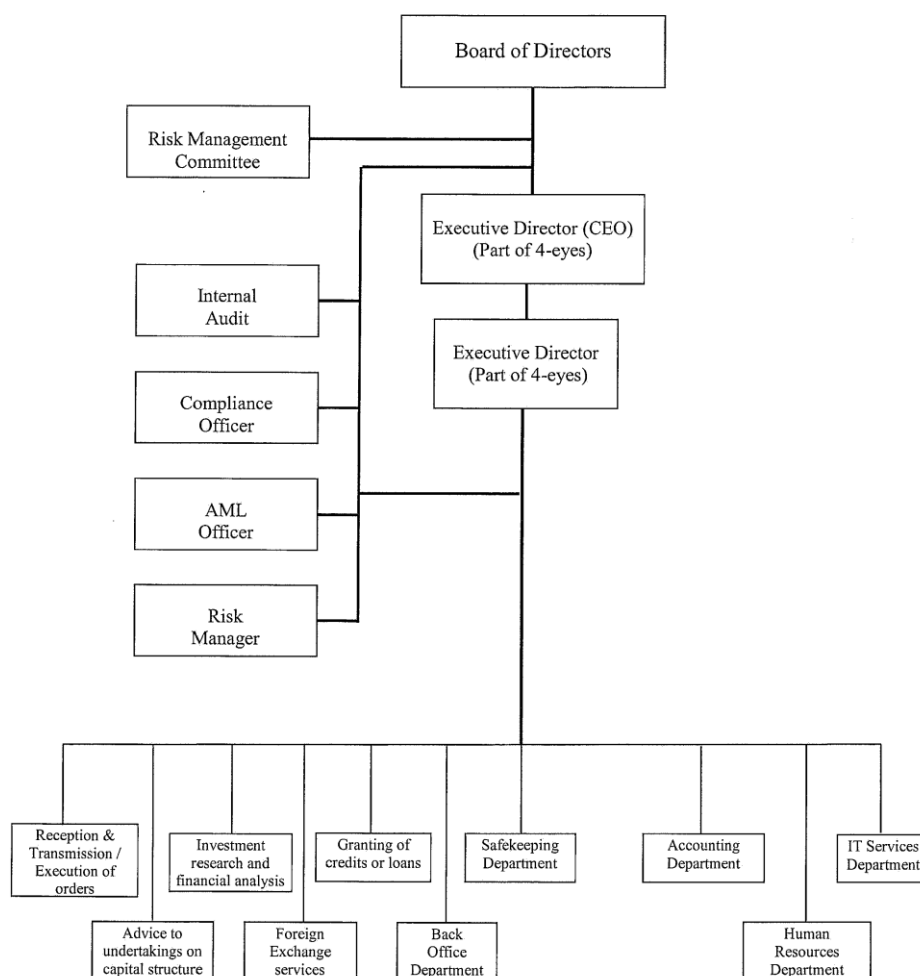 Board of Directors
Risk Management
Committee
Executive Director (CEO)
(Part of 4-eyes)
Internal
Audit
Executive Director
(Part of 4-eyes)
Compliance
Officer
AML
Officer
Risk
Manager
Reception &
Transmission /
Execution of
orders
Investment
research and
financial analysis
Granting of
credits or loans
Safekeeping
Department
Accounting
Department
IT Services
Department
Advice to
undertakings on
capital structure
Foreign
Exchange
services
Back
Office
Department
Human
Resources
Department